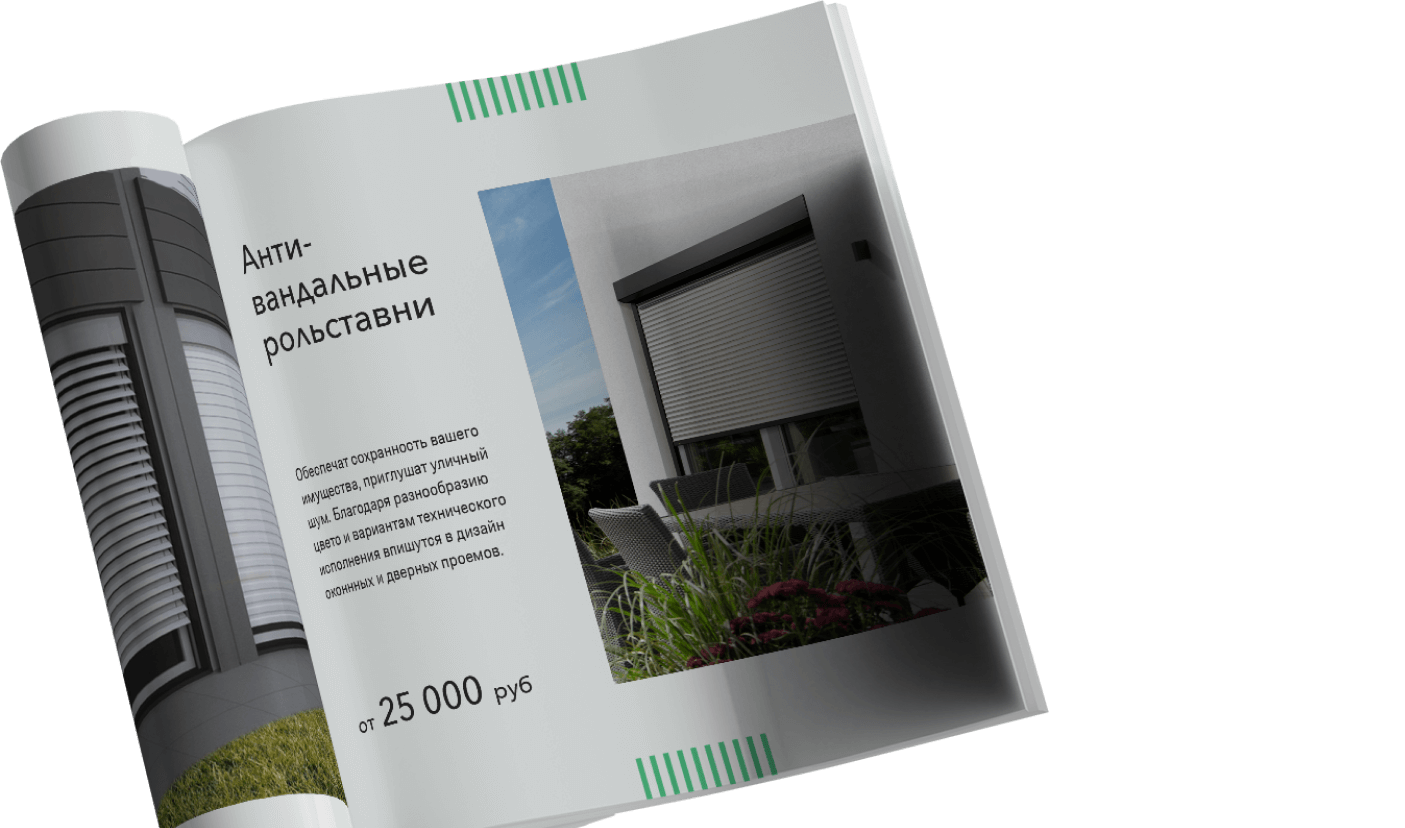 Анти-
вандальные
рольставни
Обеспечат сохранность вашего
имущества, приглушат уличный
шум. Благодаря разнообразию
цвето и вариантам технического
исполнения впишутся в дизайн
оконнных и дверных проемов.
от 25 000 руб